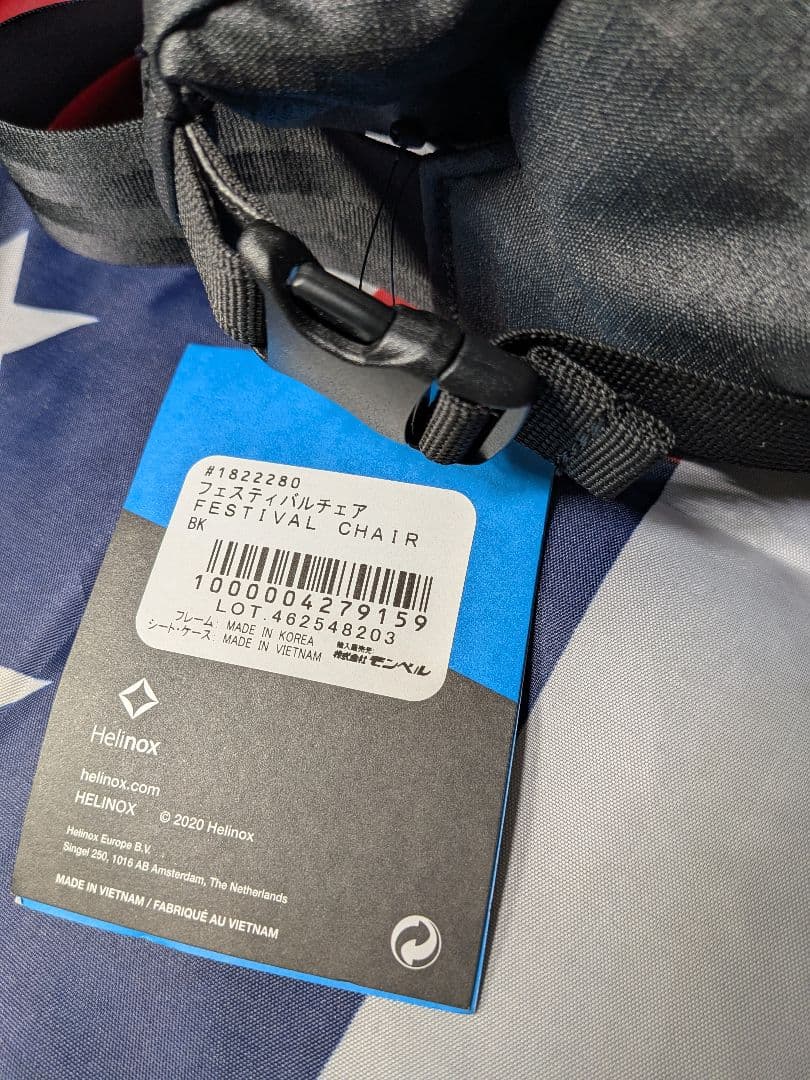 #1822280
フェスティバルチェア
FESTIVAL CHAIR
BK
1000004279159
LOT.462548203
フレーム: MADE IN KOREA
シート・ケース: MADE IN VIETNAM
輸入販売元:
株式会社 モンベル
Helinox
helinox.com
HELINOX © 2020 Helinox
Helinox Europe B.V.
Singel 250, 1016 AB Amsterdam, The Netherlands
MADE IN VIETNAM / FABRIQUÉ AU VIETNAM